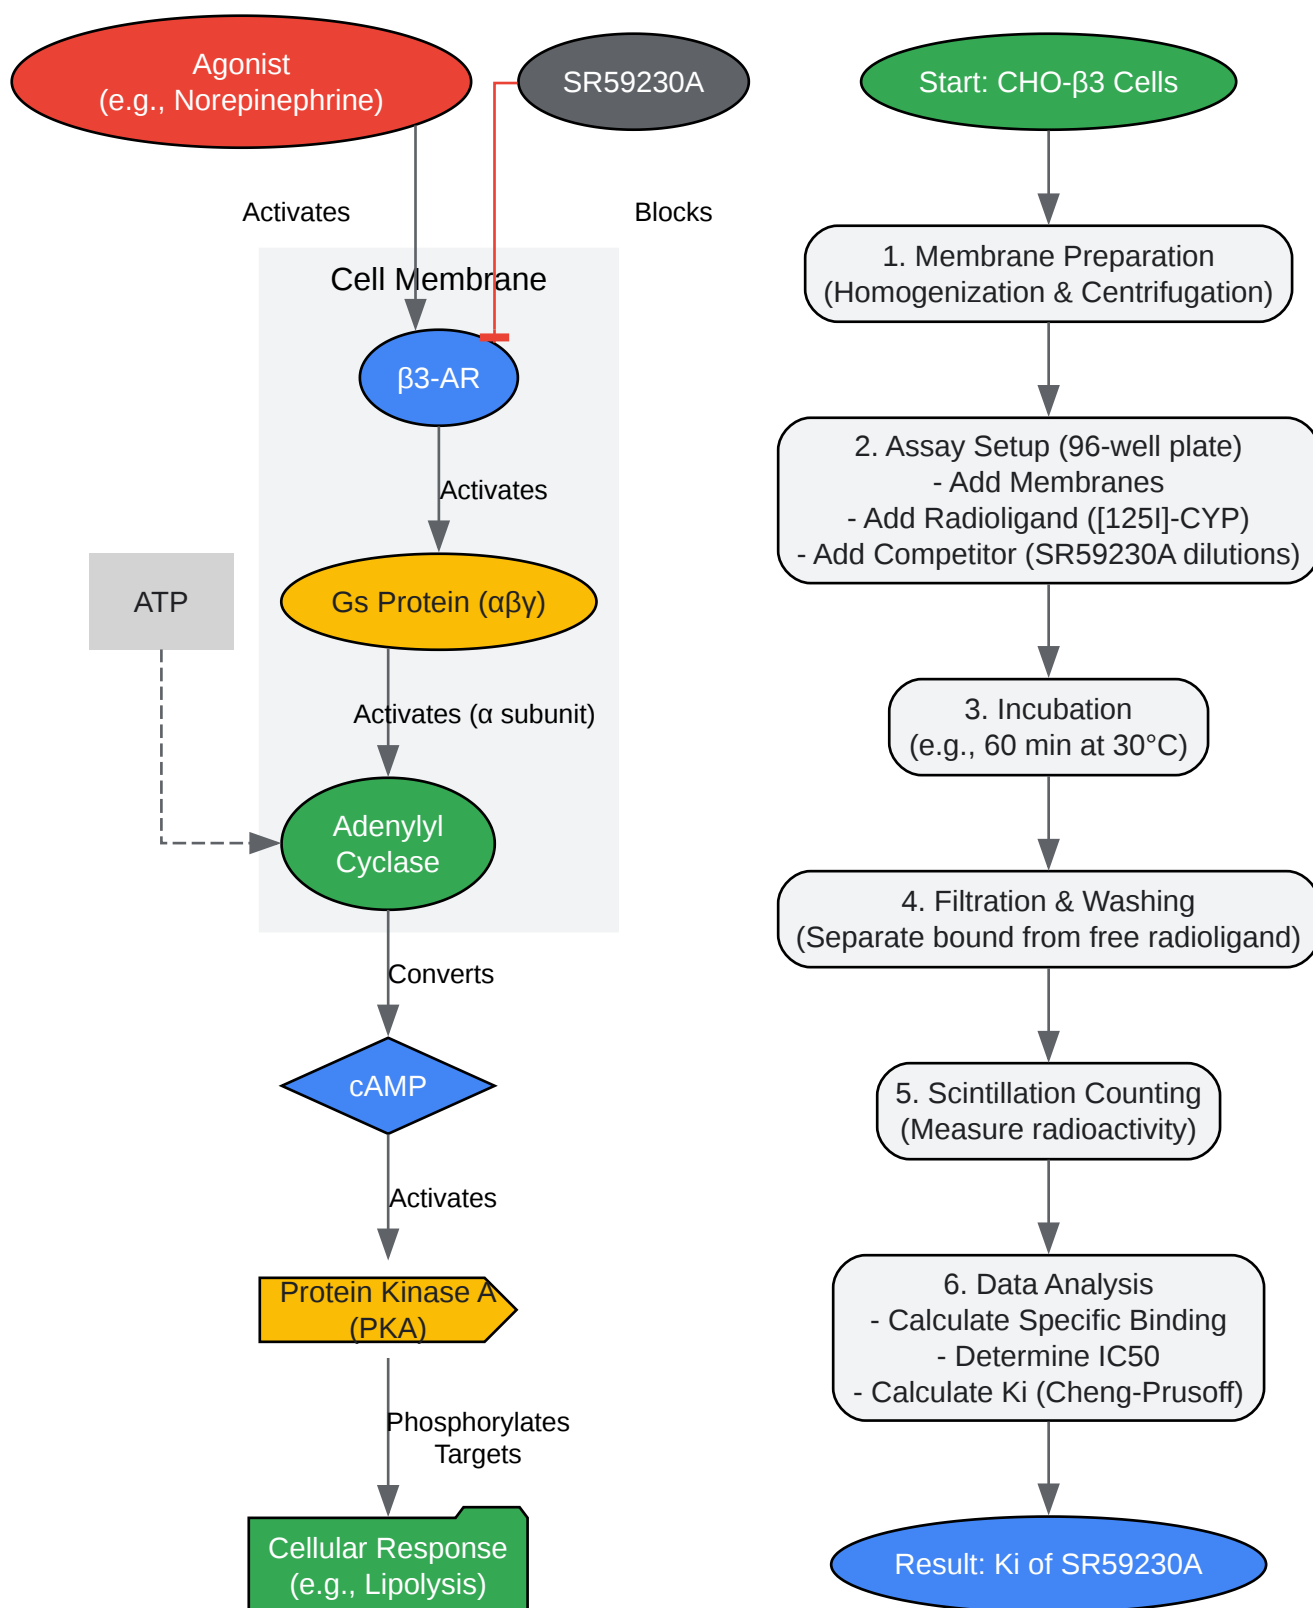 Agonist
(e.g., Norepinephrine)
SR59230A
Activates
Blocks
Cell Membrane
β3-AR
Activates
Gs Protein (αβγ)
ATP
Activates (α subunit)
Adenylyl
Cyclase
Converts
cAMP
Activates
Protein Kinase A
(PKA)
Phosphorylates
Targets
Cellular Response
(e.g., Lipolysis)
Start: CHO-β3 Cells
1. Membrane Preparation
(Homogenization & Centrifugation)
2. Assay Setup (96-well plate)
- Add Membranes
- Add Radioligand ([125I]-CYP)
- Add Competitor (SR59230A dilutions)
3. Incubation
(e.g., 60 min at 30°C)
4. Filtration & Washing
(Separate bound from free radioligand)
5. Scintillation Counting
(Measure radioactivity)
6. Data Analysis
- Calculate Specific Binding
- Determine IC50
- Calculate Ki (Cheng-Prusoff)
Result: Ki of SR59230A